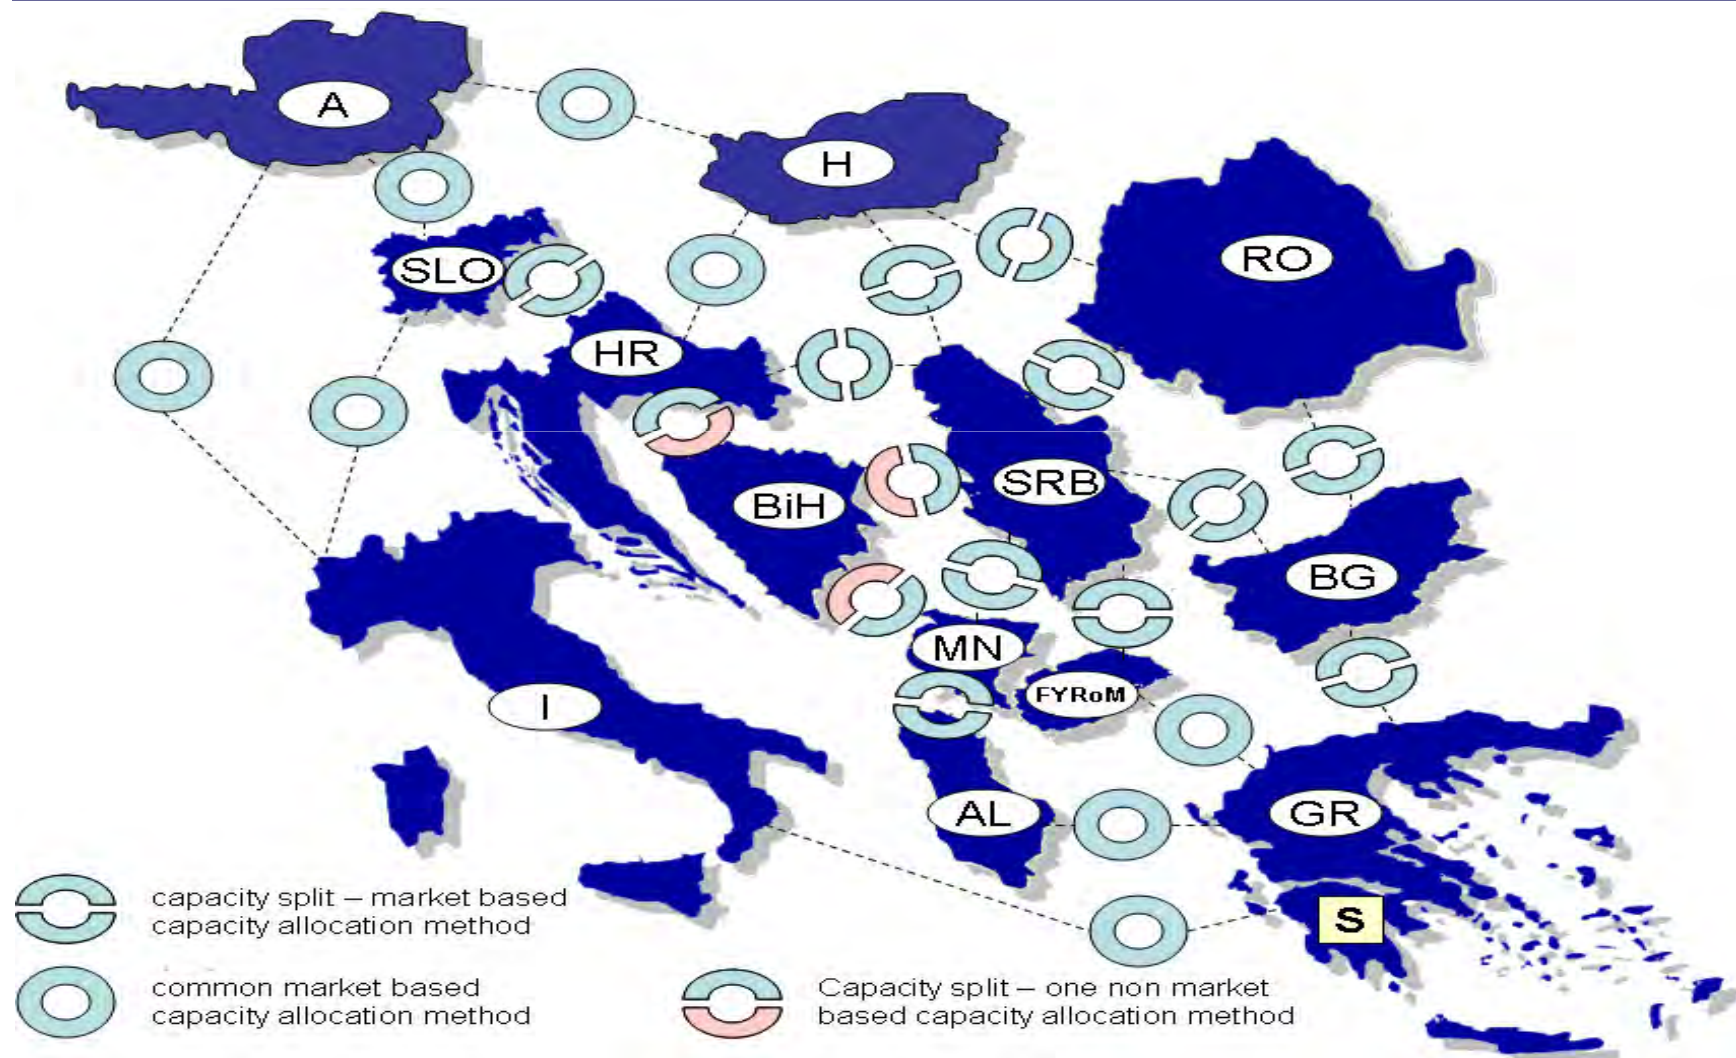 A
H
RO
SLO
HR
SRB
BiH
BG
MN
FYRoM
I
AL
GR
S
capacity split – market based
capacity allocation method
common market based
capacity allocation method
Capacity split – one non market
based capacity allocation method